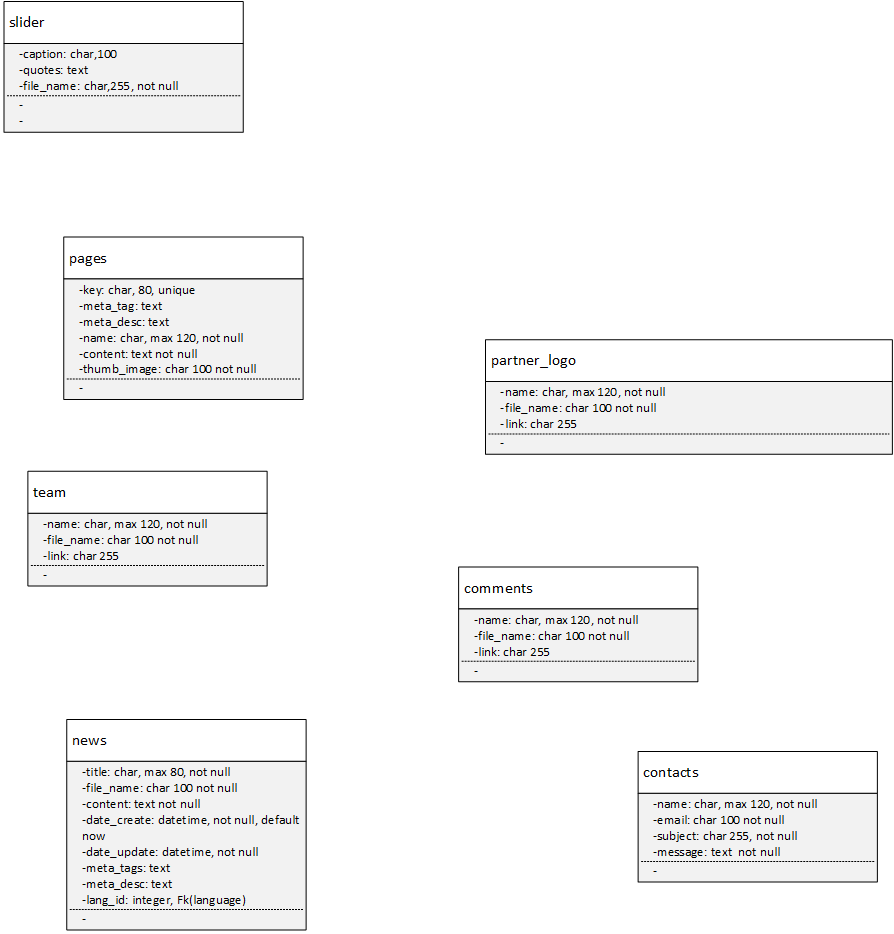 slider
-caption: char,100
-quotes: text
-file_name: char,255, not null
-
-
pages
-key: char, 80, unique
-meta_tag: text
-meta_desc: text
-name: char, max 120, not null
-content: text not null
-thumb_image: char 100 not null
-
partner_logo
-name: char, max 120, not null
-file_name: char 100 not null
-link: char 255
-
team
-name: char, max 120, not null
-file_name: char 100 not null
-link: char 255
-
comments
-name: char, max 120, not null
-file_name: char 100 not null
-link: char 255
-
news
-title: char, max 80, not null
-file_name: char 100 not null
-content: text not null
-date_create: datetime, not null, default
now
-date_update: datetime, not null
-meta_tags: text
-meta_desc: text
-lang_id: integer, Fk(language)
-
contacts
-name: char, max 120, not null
-email: char 100 not null
-subject: char 255, not null
-message: text  not null
-